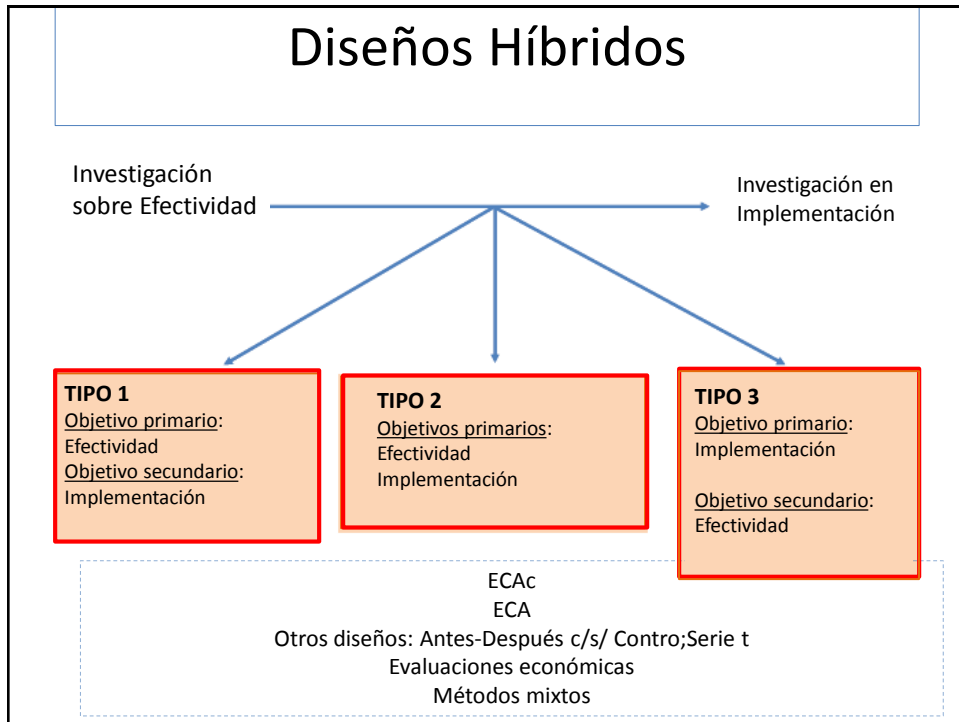 Diseños Híbridos
Investigación
sobre Efectividad
Investigación en
Implementación
TIPO 1
Objetivo primario:
Efectividad
Objetivo secundario:
Implementación
TIPO 2
Objetivos primarios:
Efectividad
Implementación
TIPO 3
Objetivo primario:
Implementación
Objetivo secundario:
Efectividad
ECAc
ECA
Otros diseños: Antes-Después c/s/ Contro;Serie t
Evaluaciones económicas
Métodos mixtos